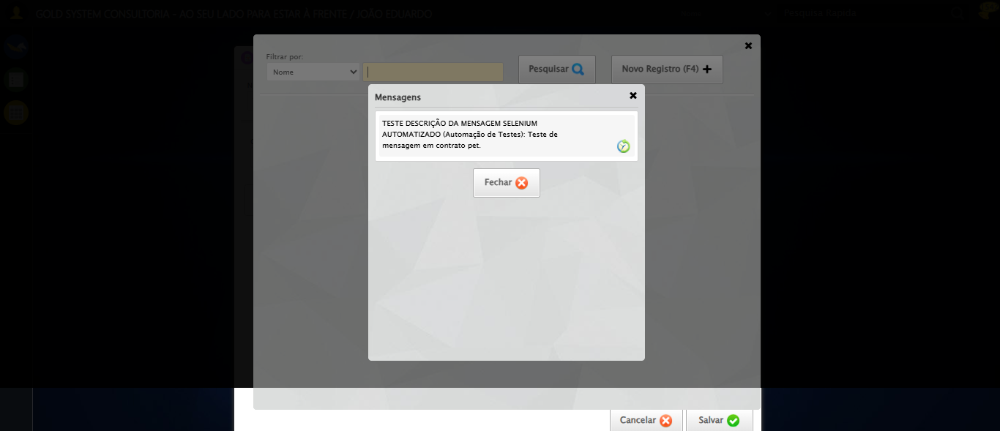 GOLD SYSTEM CONSULTORIA - AO SEU LADO PARA ESTAR À FRENTE / JOÃO EDUARDO
Pesquisa Rápida
Filtrar por:
Nome
Pesquisar
Novo Registro (F4)
Mensagens
TESTE DESCRIÇÃO DA MENSAGEM SELENIUM
AUTOMATIZADO (Automação de Testes): Teste de
mensagem em contrato pet.
Fechar
Cancelar
Salvar